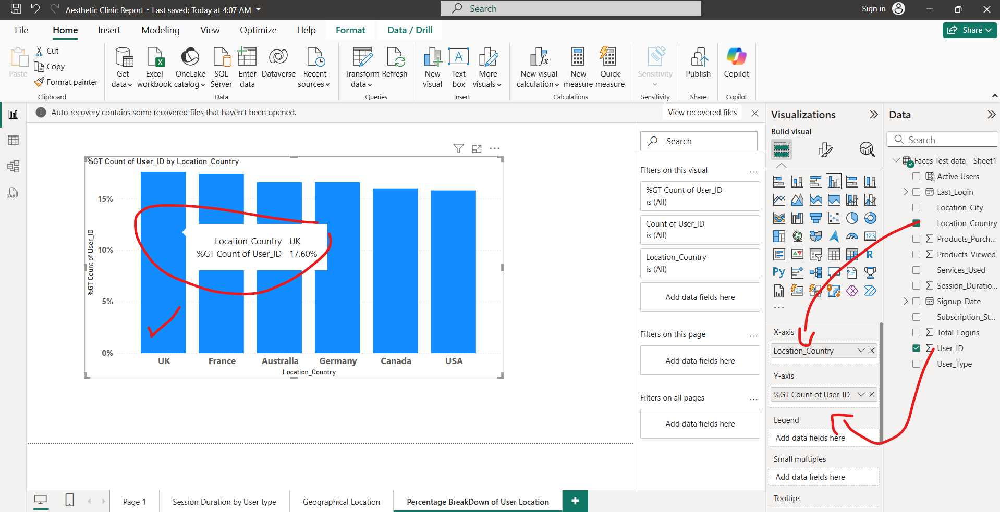 Aesthetic Clinic Report • Last saved: Today at 4:07 AM
Search
Sign in
File
Home
Insert
Modeling
View
Optimize
Help
Format
Data / Drill
Share
Paste
Cut
Copy
Format painter
Clipboard
Get data
Excel workbook
OneLake catalog
SQL Server
Enter data
Dataverse
Recent sources
Data
Transform data
Refresh
Queries
New visual
Text box
More visuals
Insert
New visual calculation
New measure
Quick measure
Calculations
Sensitivity
Sensitivity
Publish
Share
Copilot
Copilot
Auto recovery contains some recovered files that haven't been opened.
View recovered files
%GT Count of User_ID by Location_Country
%GT Count of User_ID
15%
10%
5%
0%
Location_Country UK
%GT Count of User_ID 17.60%
UK
France
Australia
Germany
Canada
USA
Location_Country
Search
Filters on this visual
...
%GT Count of User_ID
is (All)
Count of User_ID
is (All)
Location_Country
is (All)
Add data fields here
Filters on this page
...
Add data fields here
Filters on all pages
...
Add data fields here
Visualizations
Build visual
123
R
Py
123
...
X-axis
Location_Country
Y-axis
%GT Count of User_ID
Legend
Add data fields here
Small multiples
Add data fields here
Tooltips
Data
Search
Faces Test data - Sheet1
Active Users
Last_Login
Location_City
Location_Country
Products_Purch...
Products_Viewed
Services_Used
Session_Duratio...
Signup_Date
Subscription_St...
Total_Logins
User_ID
User_Type
DAX
Page 1
Session Duration by User type
Geographical Location
Percentage BreakDown of User Location